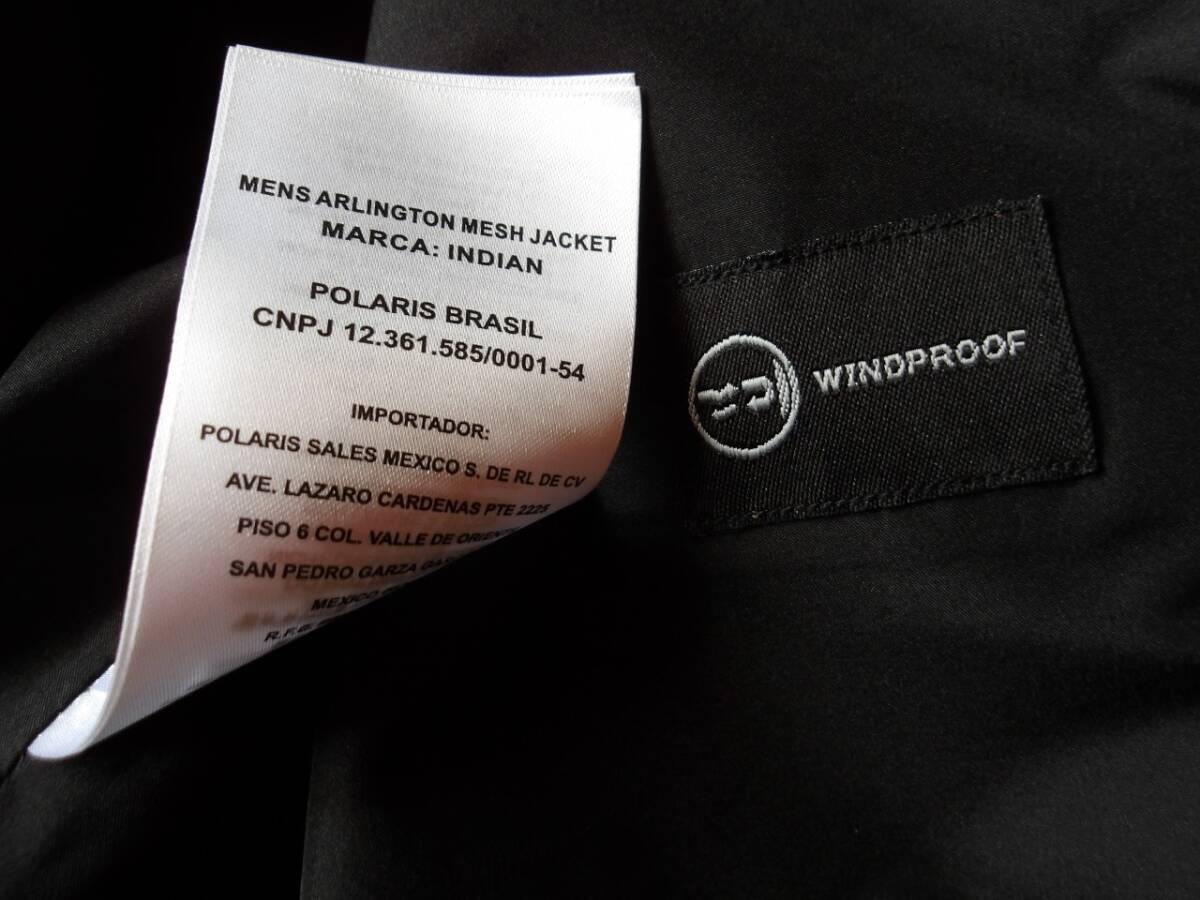 MENS ARLINGTON MESH JACKET
MARCA: INDIAN
POLARIS BRASIL
CNPJ 12.361.585/0001-54
IMPORTADOR:
POLARIS SALES MEXICO S. DE RL DE CV
AVE. LAZARO CARDENAS PTE 2225
PISO 6 COL. VALLE DE
SAN PEDRO GARZA
MEXICO
WINDPROOF